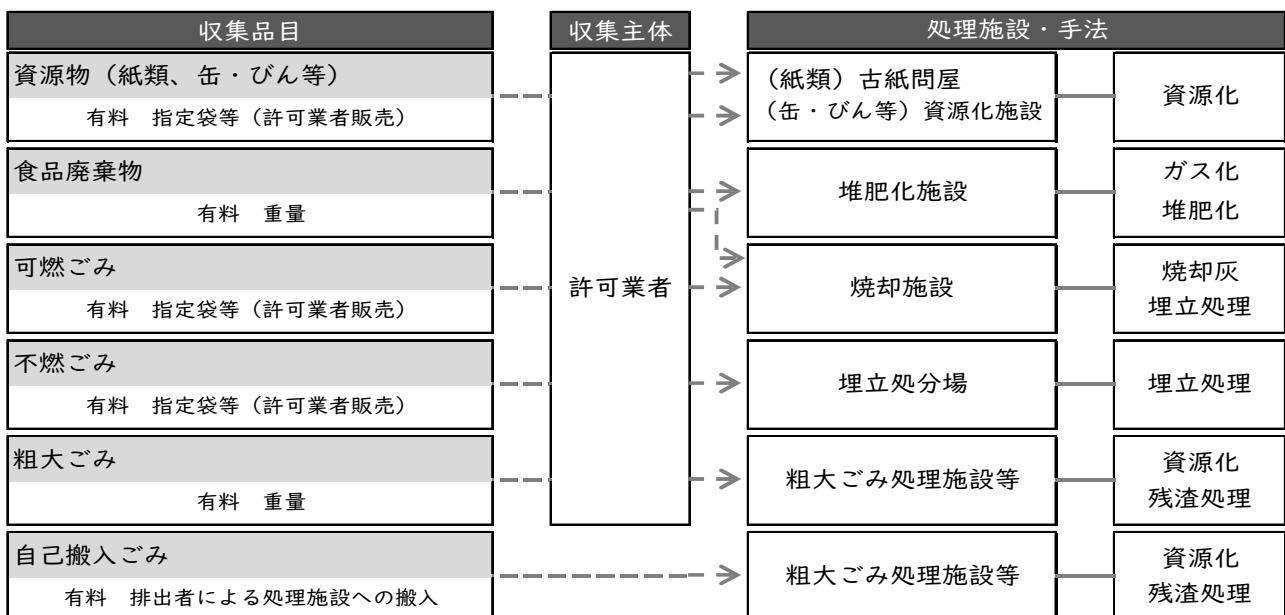 収集品目
収集主体
処理施設・手法
資源物（紙類、缶・びん等）
有料　指定袋等（許可業者販売）
（紙類）古紙問屋
（缶・びん等）資源化施設
資源化
食品廃棄物
有料　重量
堆肥化施設
ガス化
堆肥化
可燃ごみ
有料　指定袋等（許可業者販売）
許可業者
焼却施設
焼却灰
埋立処理
不燃ごみ
有料　指定袋等（許可業者販売）
埋立処分場
埋立処理
粗大ごみ
有料　重量
粗大ごみ処理施設等
資源化
残渣処理
自己搬入ごみ
有料　排出者による処理施設への搬入
粗大ごみ処理施設等
資源化
残渣処理